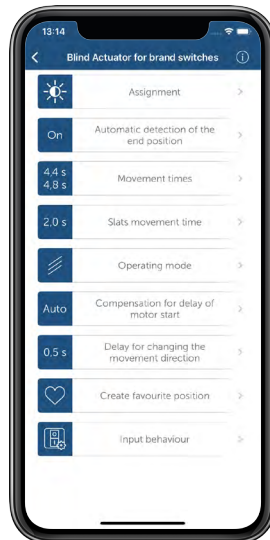 13:14
Blind Actuator for brand switches
Assignment
On
Automatic detection of the
end position
4,4 s
4,8 s
Movement times
2,0 s
Slats movement time
Operating mode
Auto
Compensation for delay of
motor start
0,5 s
Delay for changing the
movement direction
Create favourite position
Input behaviour